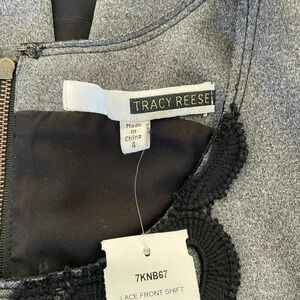 TRACY REESE
Made
in
China
4
7KNB67
LACE FRONT SHIFT